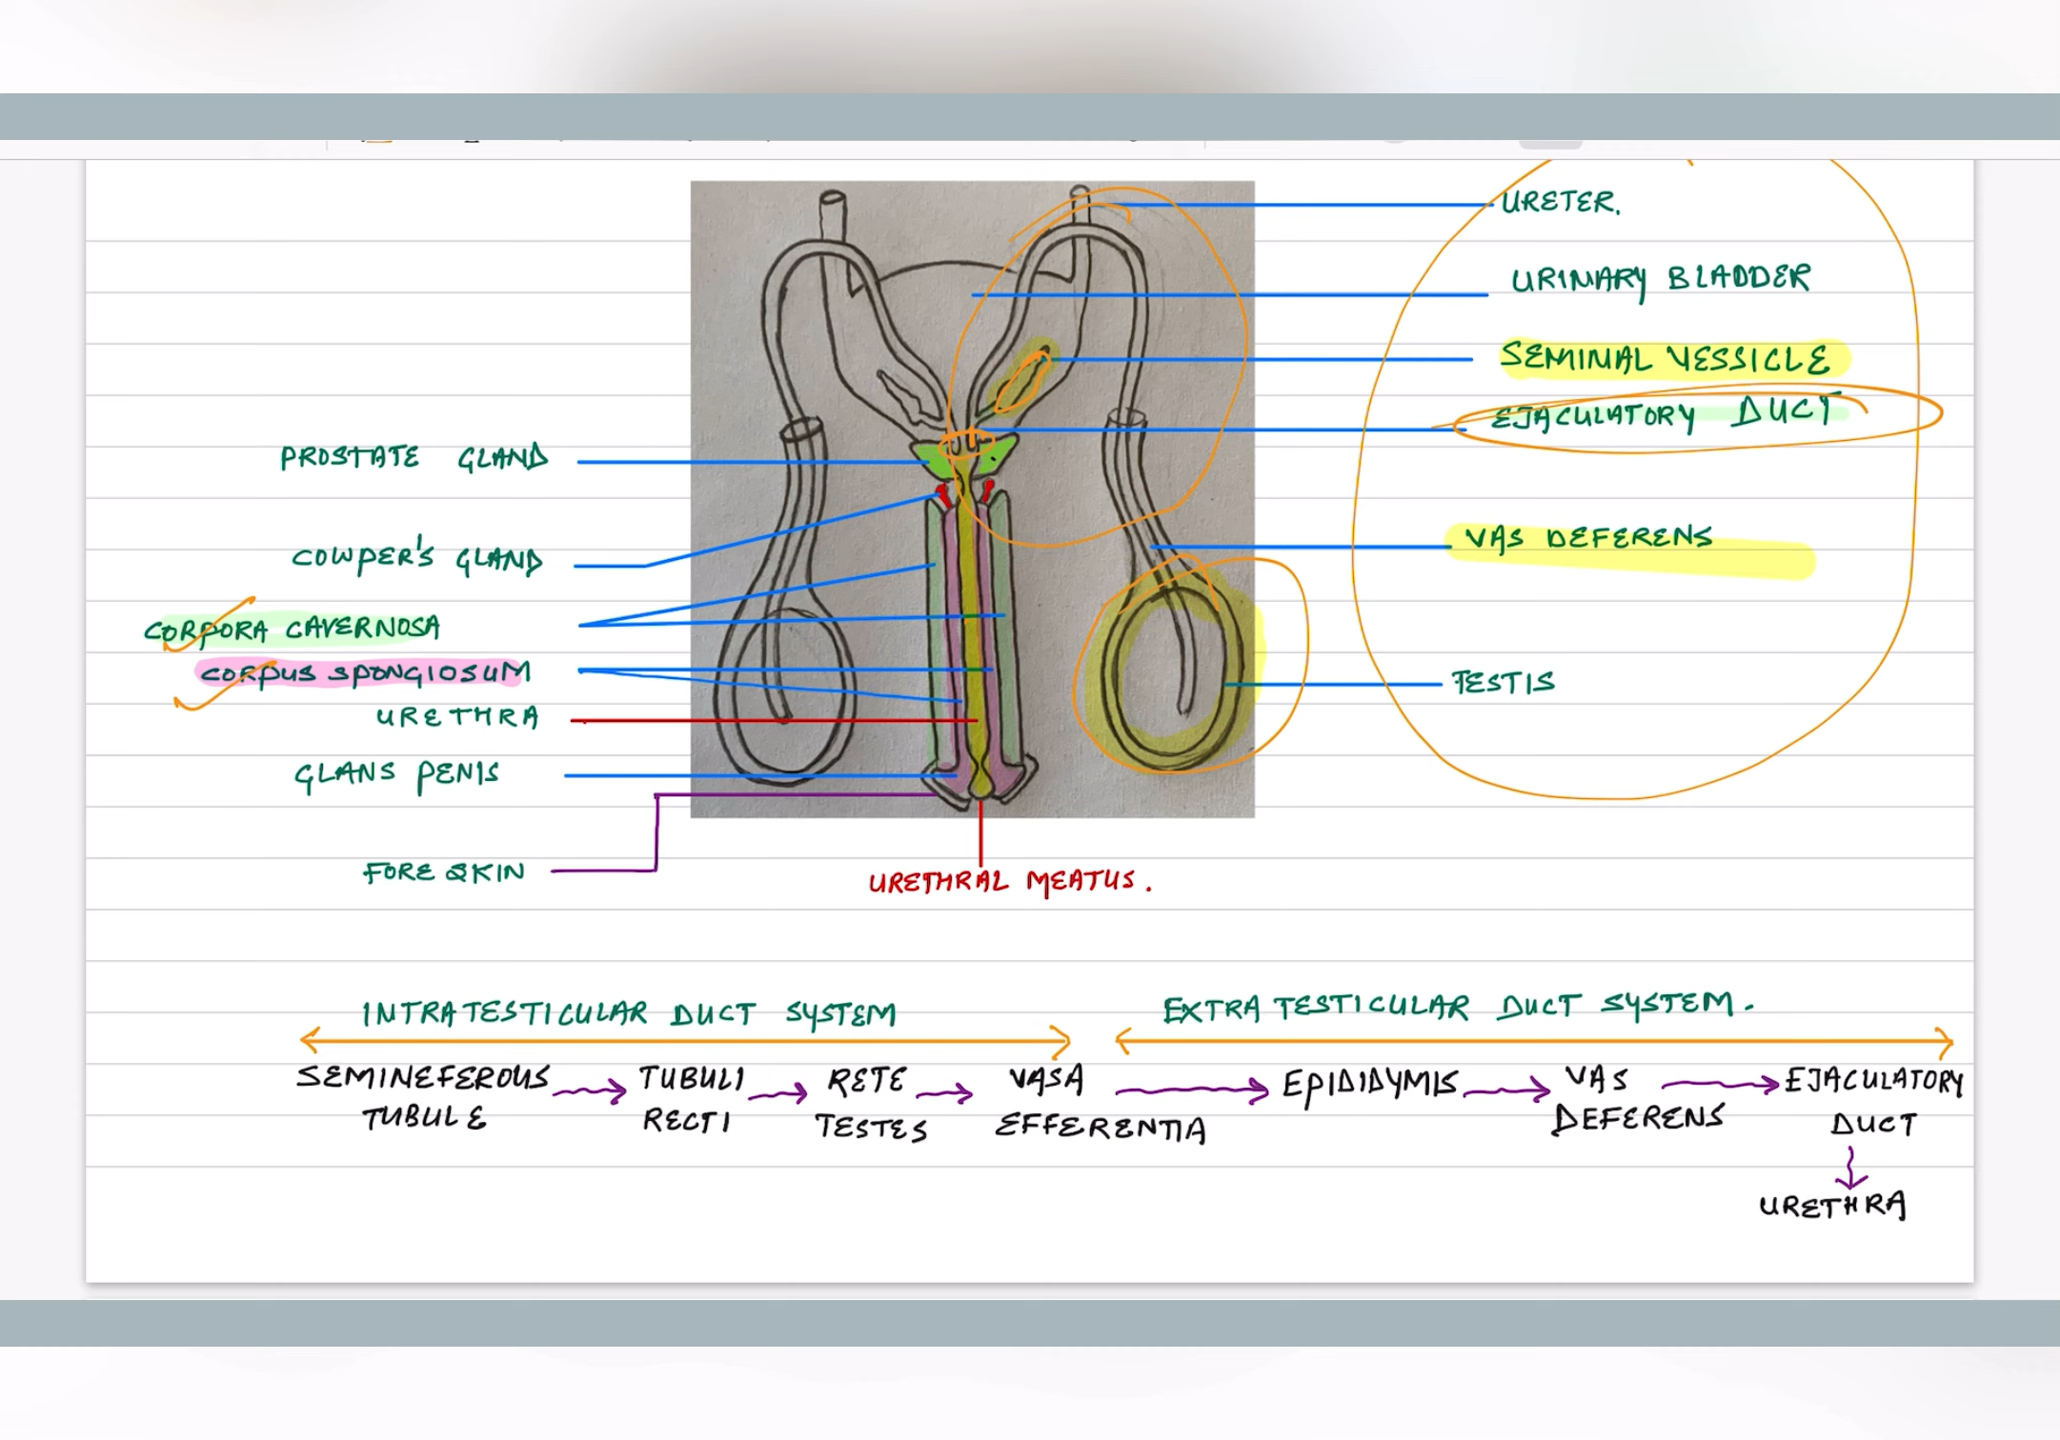 URETER.
URINARY BLADDER
SEMINAL VESSICLE
EJACULATORY DUCT
VAS DEFERENS
TESTIS
PROSTATE GLAND
COWPER'S GLAND
CORPORA CAVERNOSA
CORPUS SPONGIOSUM
URETHRA
GLANS PENIS
FORE SKIN
URETHRAL MEATUS.
INTRATESTICULAR DUCT SYSTEM
EXTRA TESTICULAR DUCT SYSTEM.
SEMINEFEROUS TUBULE
TUBULI RECTI
RETE TESTES
VASA EFFERENTIA
EPIDIDYMIS
VAS DEFERENS
EJACULATORY DUCT
URETHRA